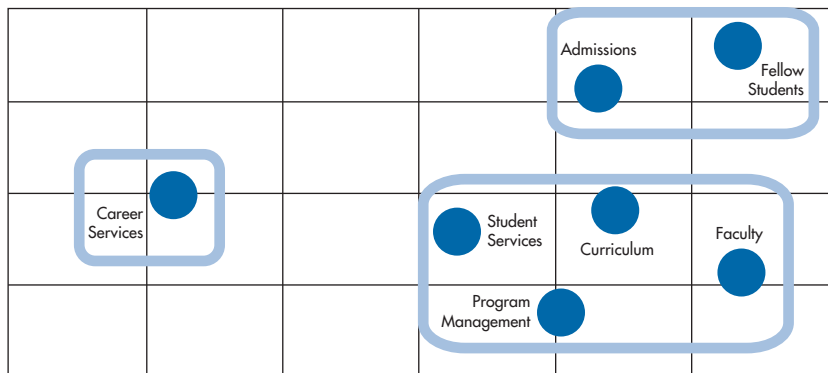 Admissions
Fellow
Students
Career
Services
Student
Services
Curriculum
Faculty
Program
Management